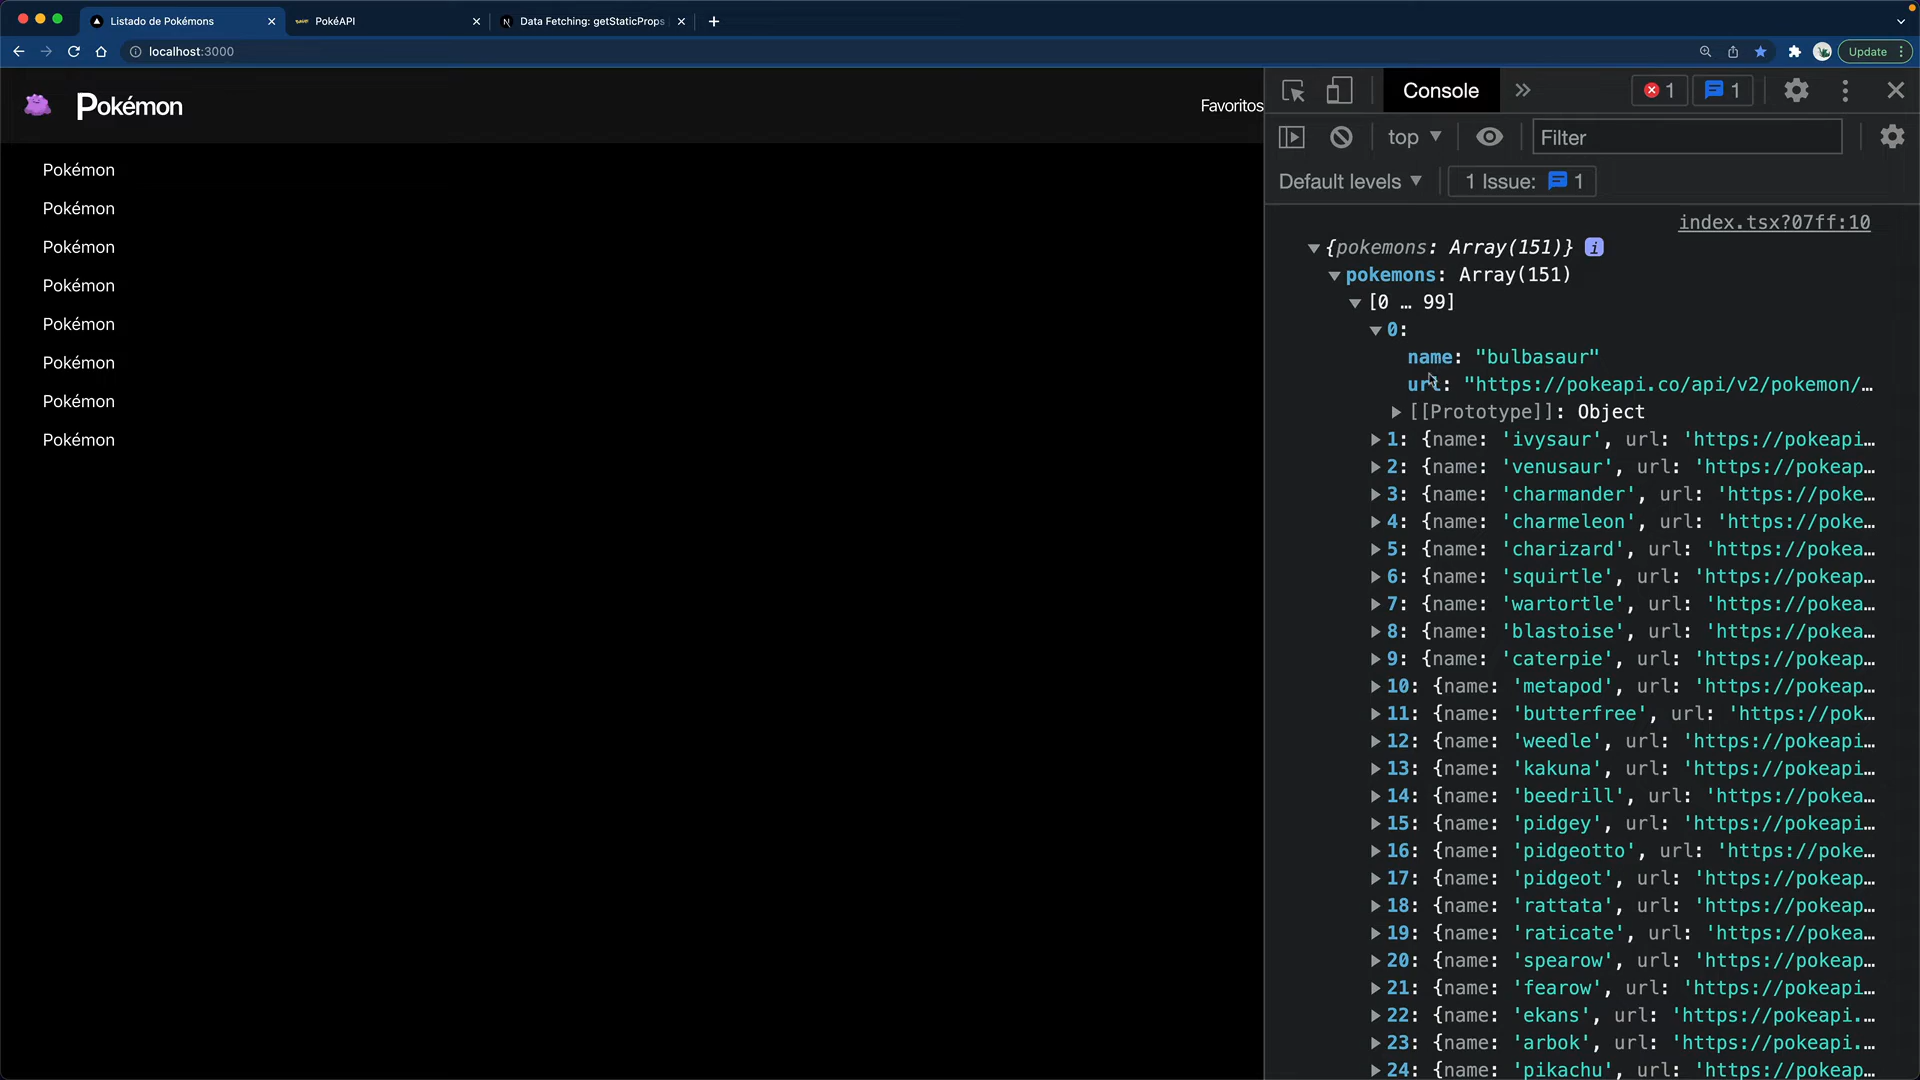 Listado de Pokémons
PokéAPI
Data Fetching: getStaticProps
localhost:3000
Update
Pokémon
Favoritos
Pokémon
Pokémon
Pokémon
Pokémon
Pokémon
Pokémon
Pokémon
Pokémon
Console
1
1
top
Filter
Default levels
1 Issue: 1
index.tsx?07ff:10
{pokemons: Array(151)} i
pokemons: Array(151)
[0 … 99]
0:
name: "bulbasaur"
url: "https://pokeapi.co/api/v2/pokemon/…
[[Prototype]]: Object
1: {name: 'ivysaur', url: 'https://pokeapi…
2: {name: 'venusaur', url: 'https://pokeap…
3: {name: 'charmander', url: 'https://poke…
4: {name: 'charmeleon', url: 'https://poke…
5: {name: 'charizard', url: 'https://pokea…
6: {name: 'squirtle', url: 'https://pokeap…
7: {name: 'wartortle', url: 'https://pokea…
8: {name: 'blastoise', url: 'https://pokea…
9: {name: 'caterpie', url: 'https://pokeap…
10: {name: 'metapod', url: 'https://pokeap…
11: {name: 'butterfree', url: 'https://pok…
12: {name: 'weedle', url: 'https://pokeapi…
13: {name: 'kakuna', url: 'https://pokeapi…
14: {name: 'beedrill', url: 'https://pokea…
15: {name: 'pidgey', url: 'https://pokeapi…
16: {name: 'pidgeotto', url: 'https://poke…
17: {name: 'pidgeot', url: 'https://pokeap…
18: {name: 'rattata', url: 'https://pokeap…
19: {name: 'raticate', url: 'https://pokea…
20: {name: 'spearow', url: 'https://pokeap…
21: {name: 'fearow', url: 'https://pokeapi…
22: {name: 'ekans', url: 'https://pokeapi.…
23: {name: 'arbok', url: 'https://pokeapi.…
24: {name: 'pikachu', url: 'https://pokeap…